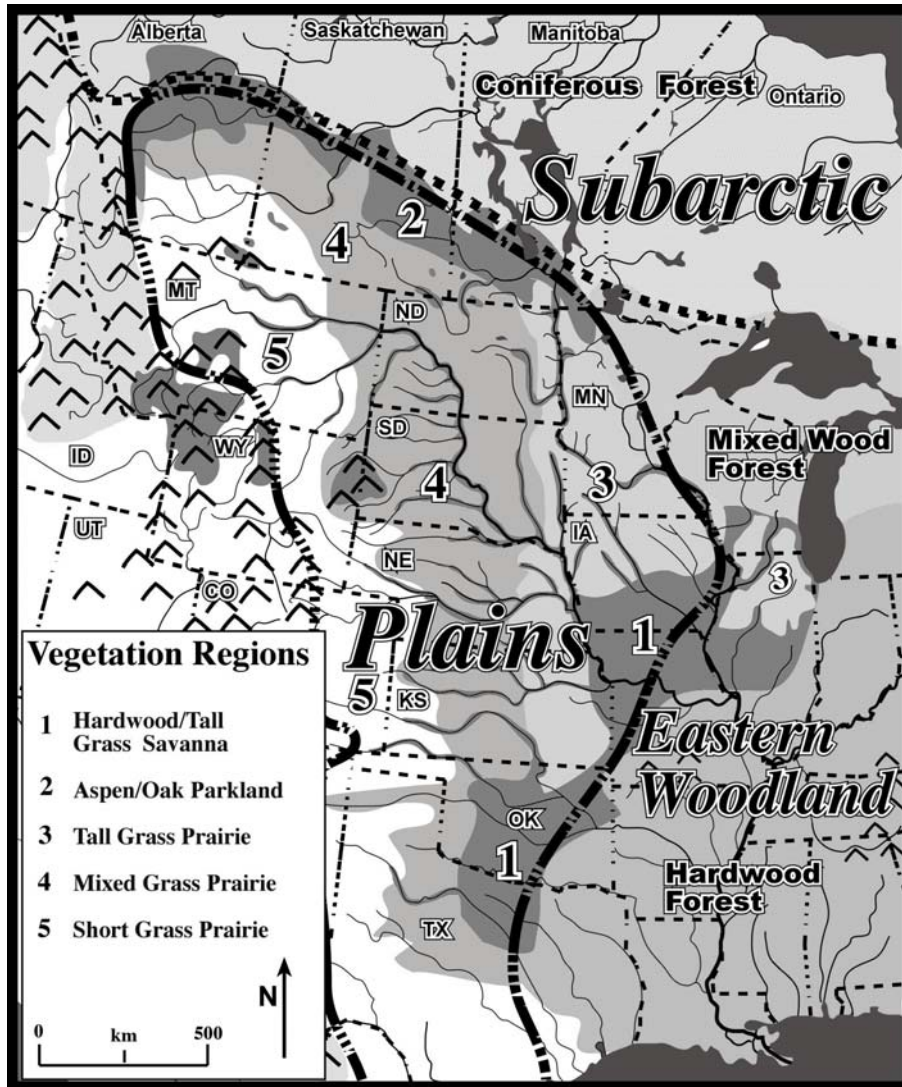 Alberta
Saskatchewan
Manitoba
Coniferous Forest
Ontario
Subarctic
2
4
MT
ND
5
MN
SD
WY
ID
Mixed Wood
Forest
4
3
UT
IA
NE
3
CO
Plains
1
5
KS
Eastern
Woodland
OK
1
Hardwood
Forest
TX
Vegetation Regions
1 Hardwood/Tall
Grass Savanna
2 Aspen/Oak Parkland
3 Tall Grass Prairie
4 Mixed Grass Prairie
5 Short Grass Prairie
N
0 km 500